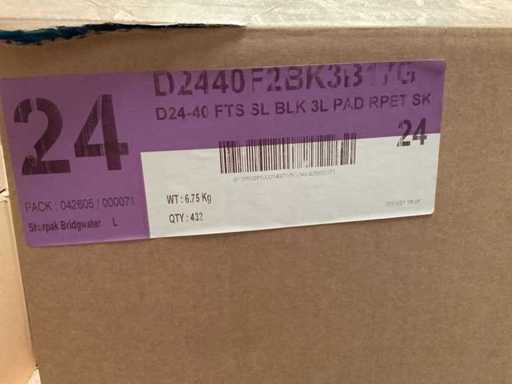 24
D2440F2BK3B17G
D24-40 FTS SL BLK 3L PAD RPET SK
24
PACK : 042605 / 000071
WT : 6.75 Kg
QTY : 432
Sharpak Bridgwater L